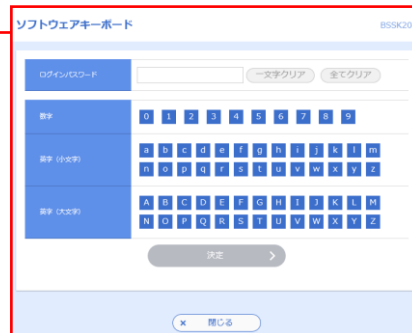 ソフトウェアキーボード BSSK20
ログインパスワード 一文字クリア 全てクリア
数字 0 1 2 3 4 5 6 7 8 9
英字（小文字） a b c d e f g h i j k l m
n o p q r s t u v w x y z
英字（大文字） A B C D E F G H I J K L M
N O P Q R S T U V W X Y Z
決定
× 閉じる